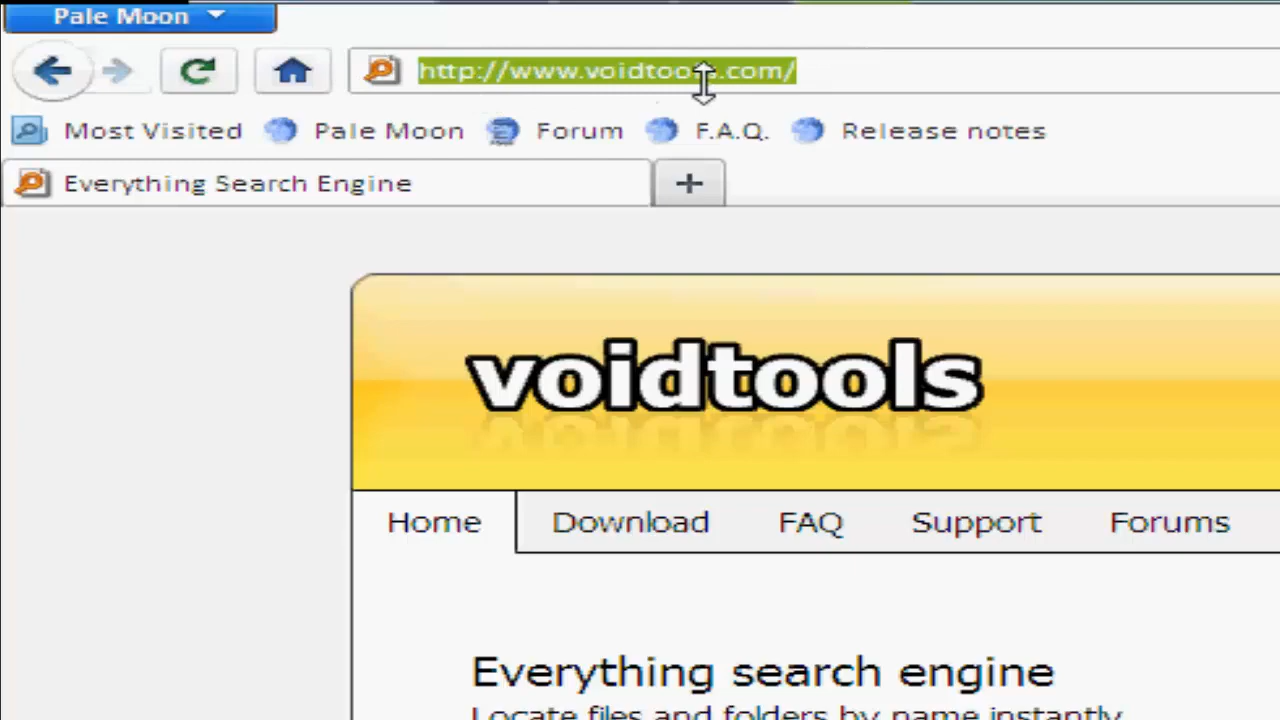 Pale Moon
http://www.voidtools.com/
Most Visited Pale Moon Forum F.A.Q. Release notes
Everything Search Engine
voidtools
Home Download FAQ Support Forums
Everything search engine
Locate files and folders by name instantly